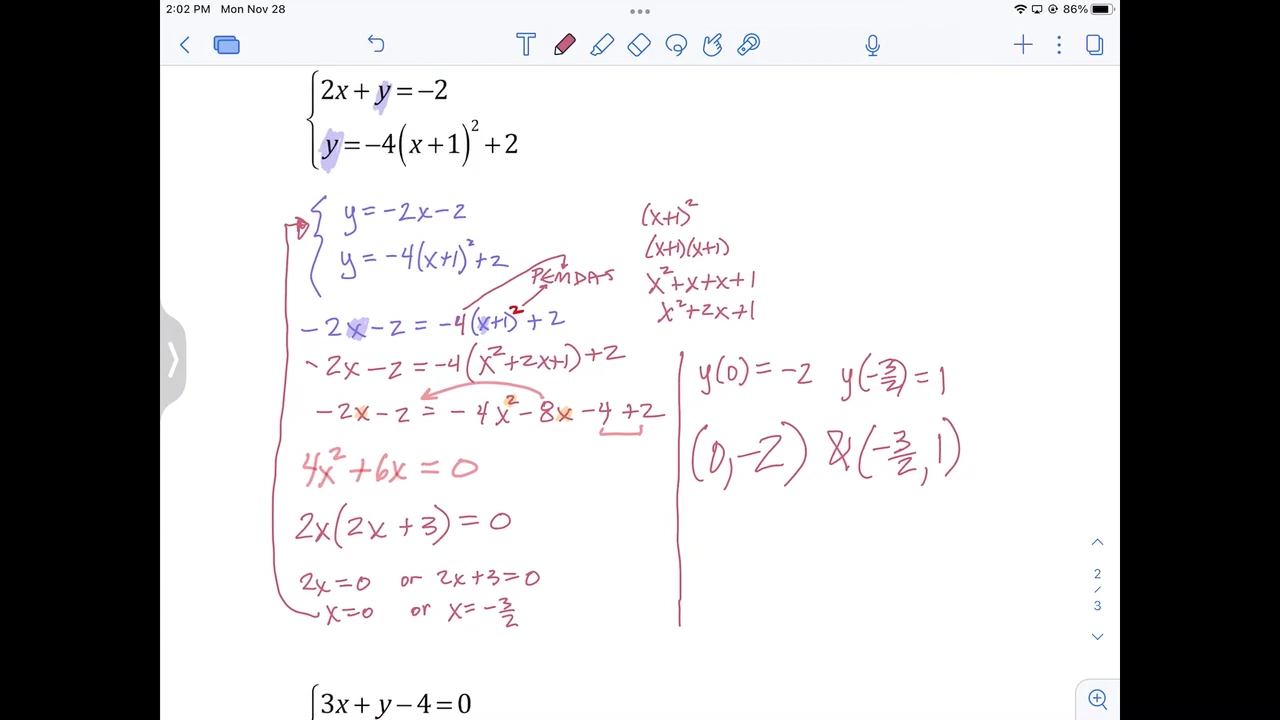 2:02 PM Mon Nov 28
86%
T
2x + y = −2
y = −4(x + 1)² + 2
y = -2x - 2
y = -4(x+1)² + 2
PEMDAS
-2x - 2 = -4(x+1)² + 2
-2x - 2 = -4(x² + 2x + 1) + 2
-2x - 2 = -4x² - 8x - 4 + 2
4x² + 6x = 0
2x(2x + 3) = 0
2x = 0 or 2x + 3 = 0
x = 0 or x = -3/2
(x+1)²
(x+1)(x+1)
x² + x + x + 1
x² + 2x + 1
y(0) = -2 y(-3/2) = 1
(0, -2) & (-3/2, 1)
2
/
3
3x + y − 4 = 0